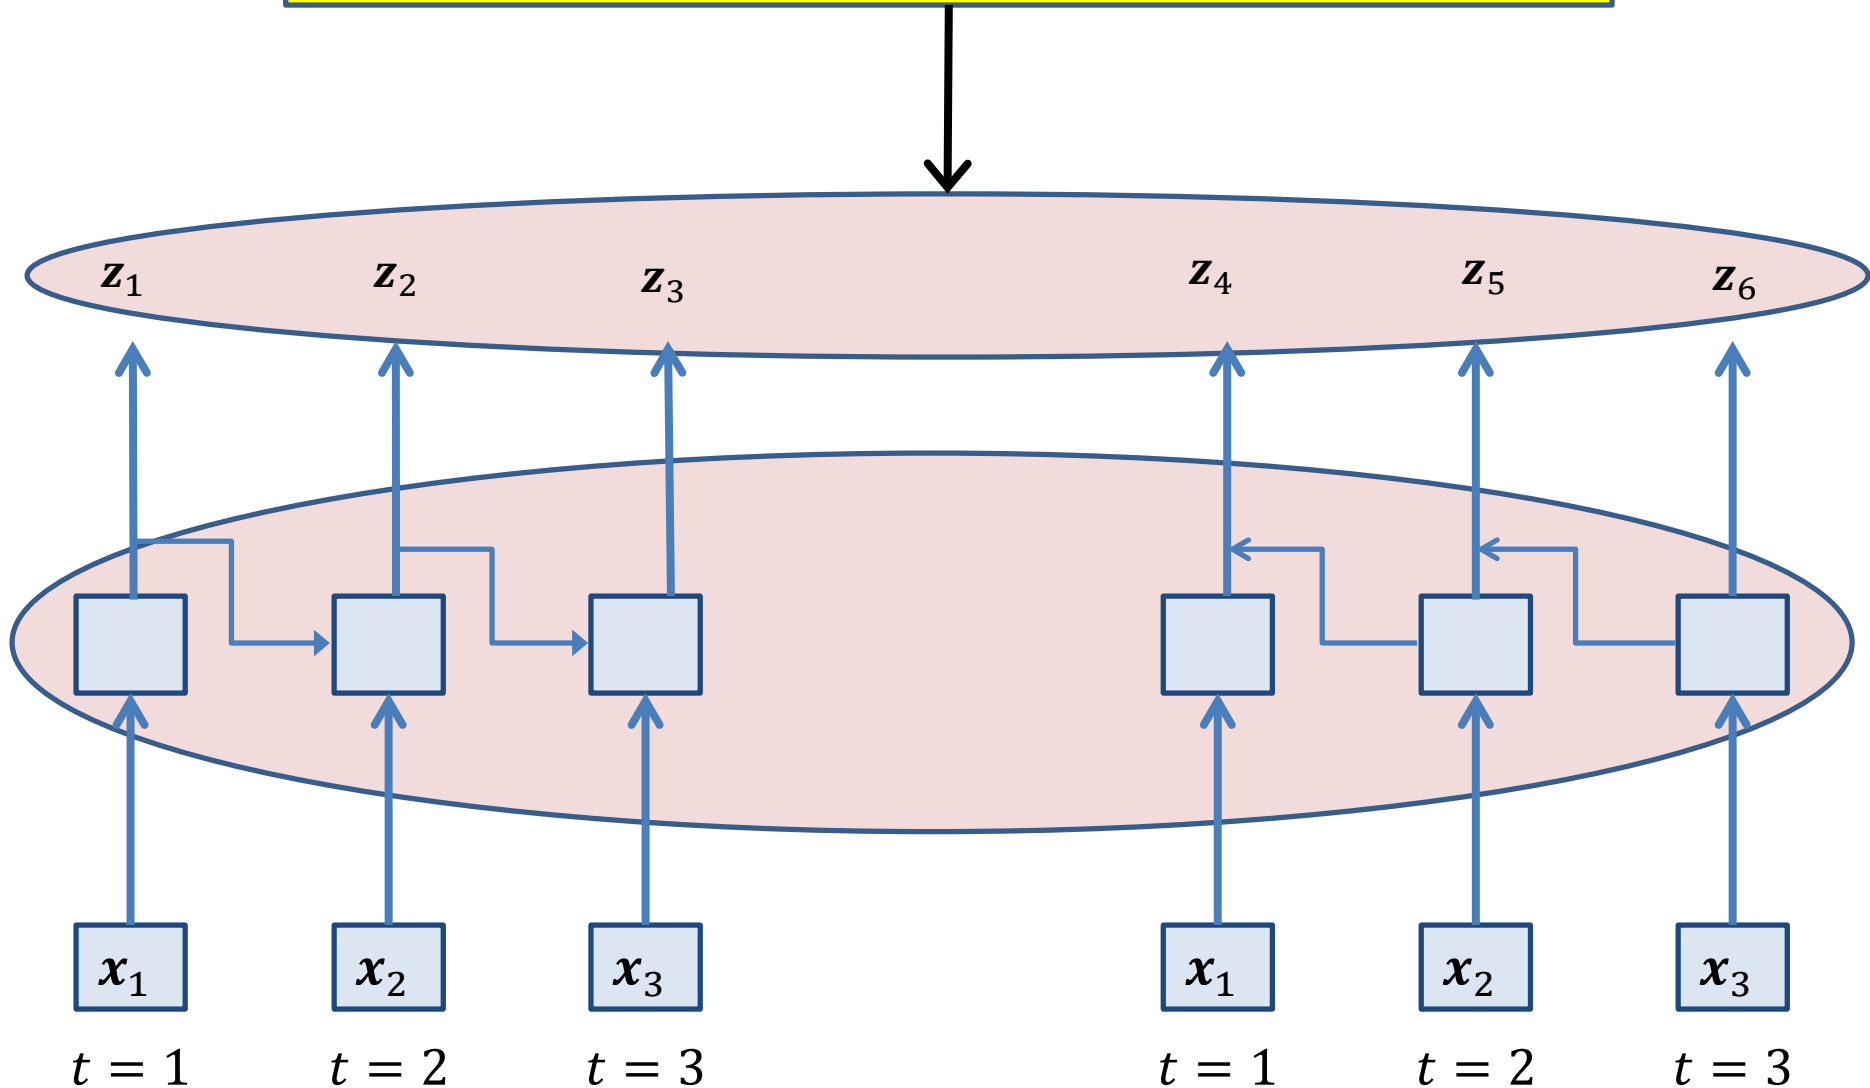 z₁ z₂ z₃ z₄ z₅ z₆
x₁ x₂ x₃ x₁ x₂ x₃
t = 1 t = 2 t = 3 t = 1 t = 2 t = 3